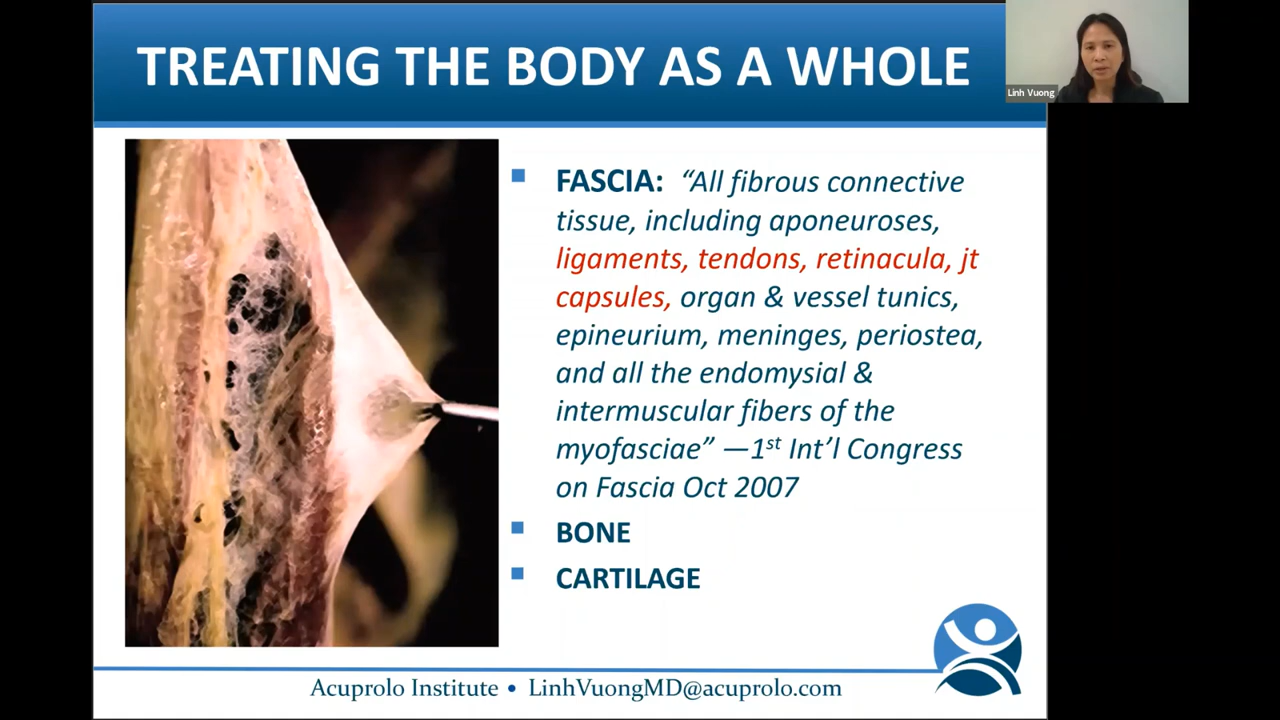 TREATING THE BODY AS A WHOLE
Linh Vuong
▪ FASCIA: “All fibrous connective
tissue, including aponeuroses,
ligaments, tendons, retinacula, jt
capsules, organ & vessel tunics,
epineurium, meninges, periostea,
and all the endomysial &
intermuscular fibers of the
myofasciae” —1st Int’l Congress
on Fascia Oct 2007
▪ BONE
▪ CARTILAGE
Acuprolo Institute • LinhVuongMD@acuprolo.com